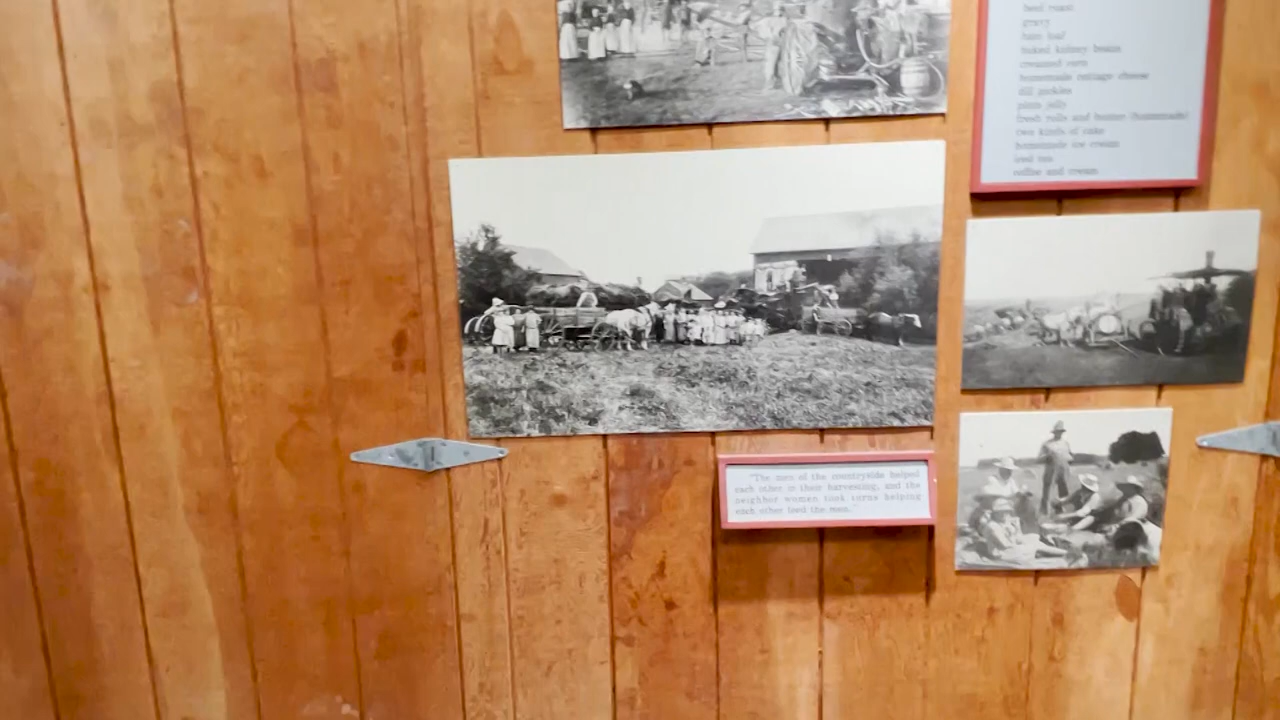 beef roast
gravy
ham loaf
baked kidney beans
creamed corn
homemade cottage cheese
dill pickles
plum jelly
fresh rolls and butter (homemade)
two kinds of cake
homemade ice cream
iced tea
coffee and cream
"The men of the countryside helped
each other in their harvesting, and the
neighbor women took turns helping
each other feed the men."